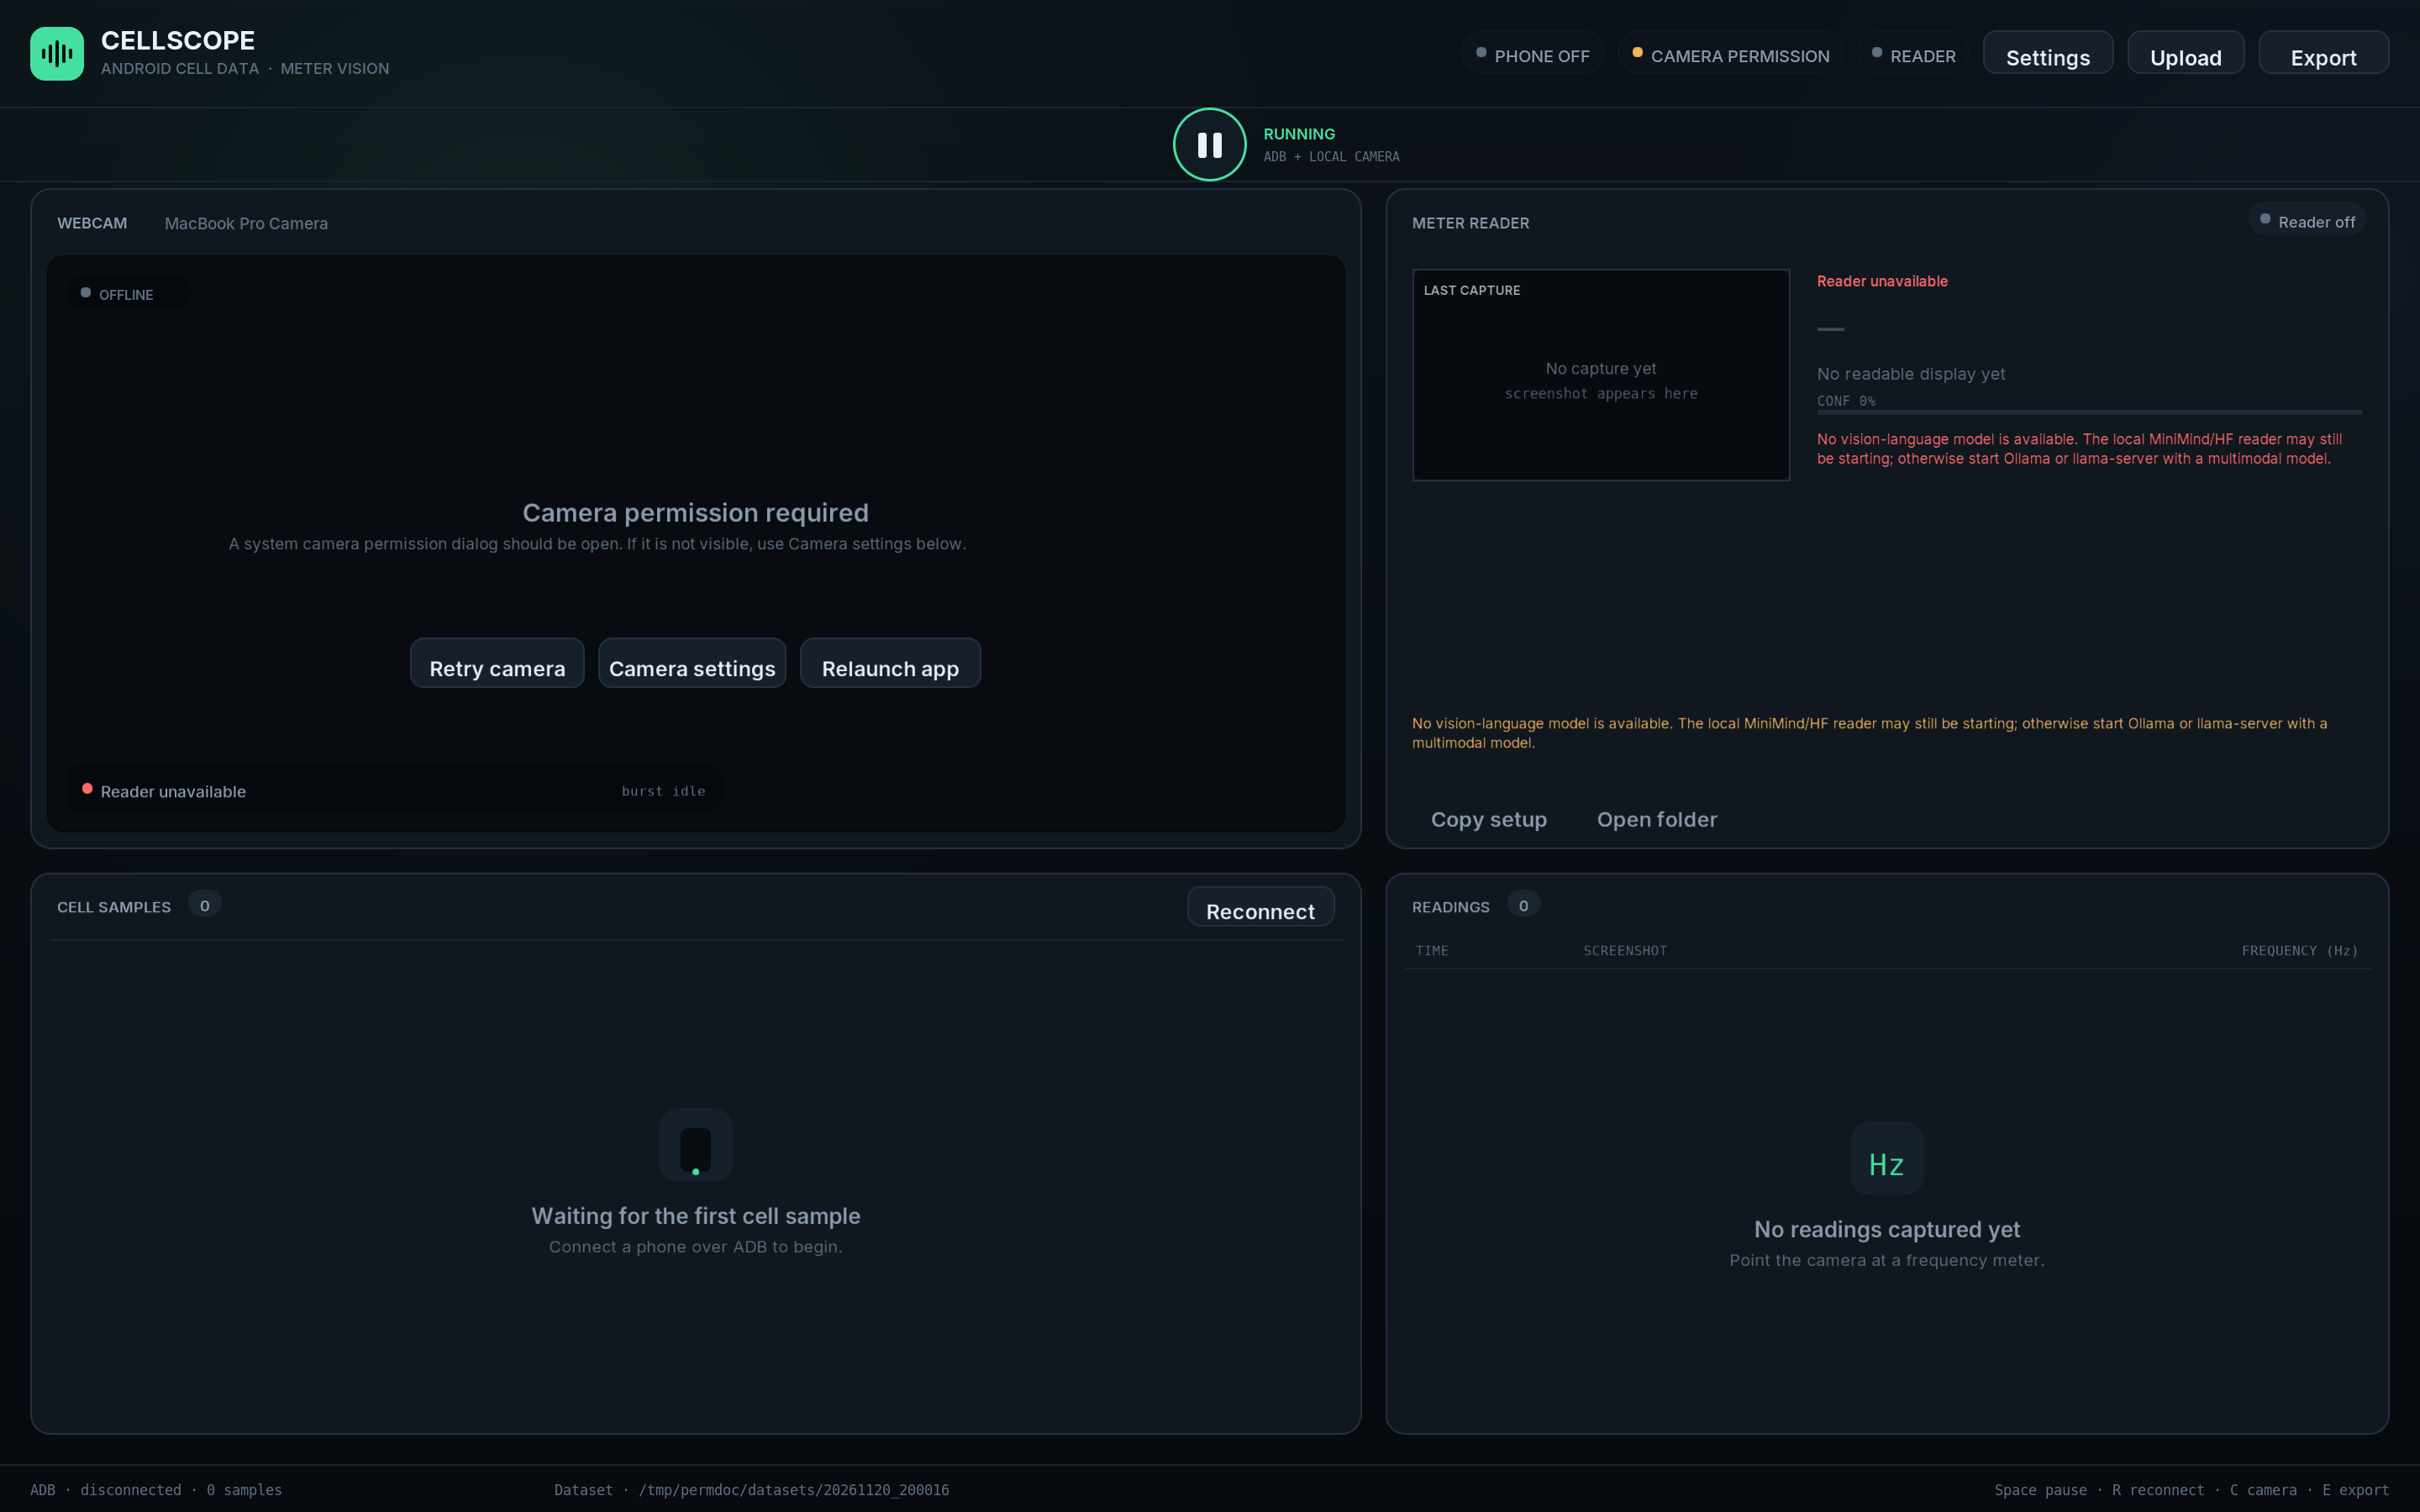 CELLSCOPE
ANDROID CELL DATA · METER VISION
PHONE OFF
CAMERA PERMISSION
READER
Settings
Upload
Export
RUNNING
ADB + LOCAL CAMERA
WEBCAM
MacBook Pro Camera
OFFLINE
Camera permission required
A system camera permission dialog should be open. If it is not visible, use Camera settings below.
Retry camera
Camera settings
Relaunch app
Reader unavailable
burst idle
METER READER
Reader off
LAST CAPTURE
No capture yet
screenshot appears here
Reader unavailable
—
No readable display yet
CONF 0%
No vision-language model is available. The local MiniMind/HF reader may still
be starting; otherwise start Ollama or llama-server with a multimodal model.
No vision-language model is available. The local MiniMind/HF reader may still be starting; otherwise start Ollama or llama-server with a
multimodal model.
Copy setup
Open folder
CELL SAMPLES
0
Reconnect
Waiting for the first cell sample
Connect a phone over ADB to begin.
READINGS
0
TIME
SCREENSHOT
FREQUENCY (Hz)
Hz
No readings captured yet
Point the camera at a frequency meter.
ADB · disconnected · 0 samples
Dataset · /tmp/permdoc/datasets/20261120_200016
Space pause · R reconnect · C camera · E export